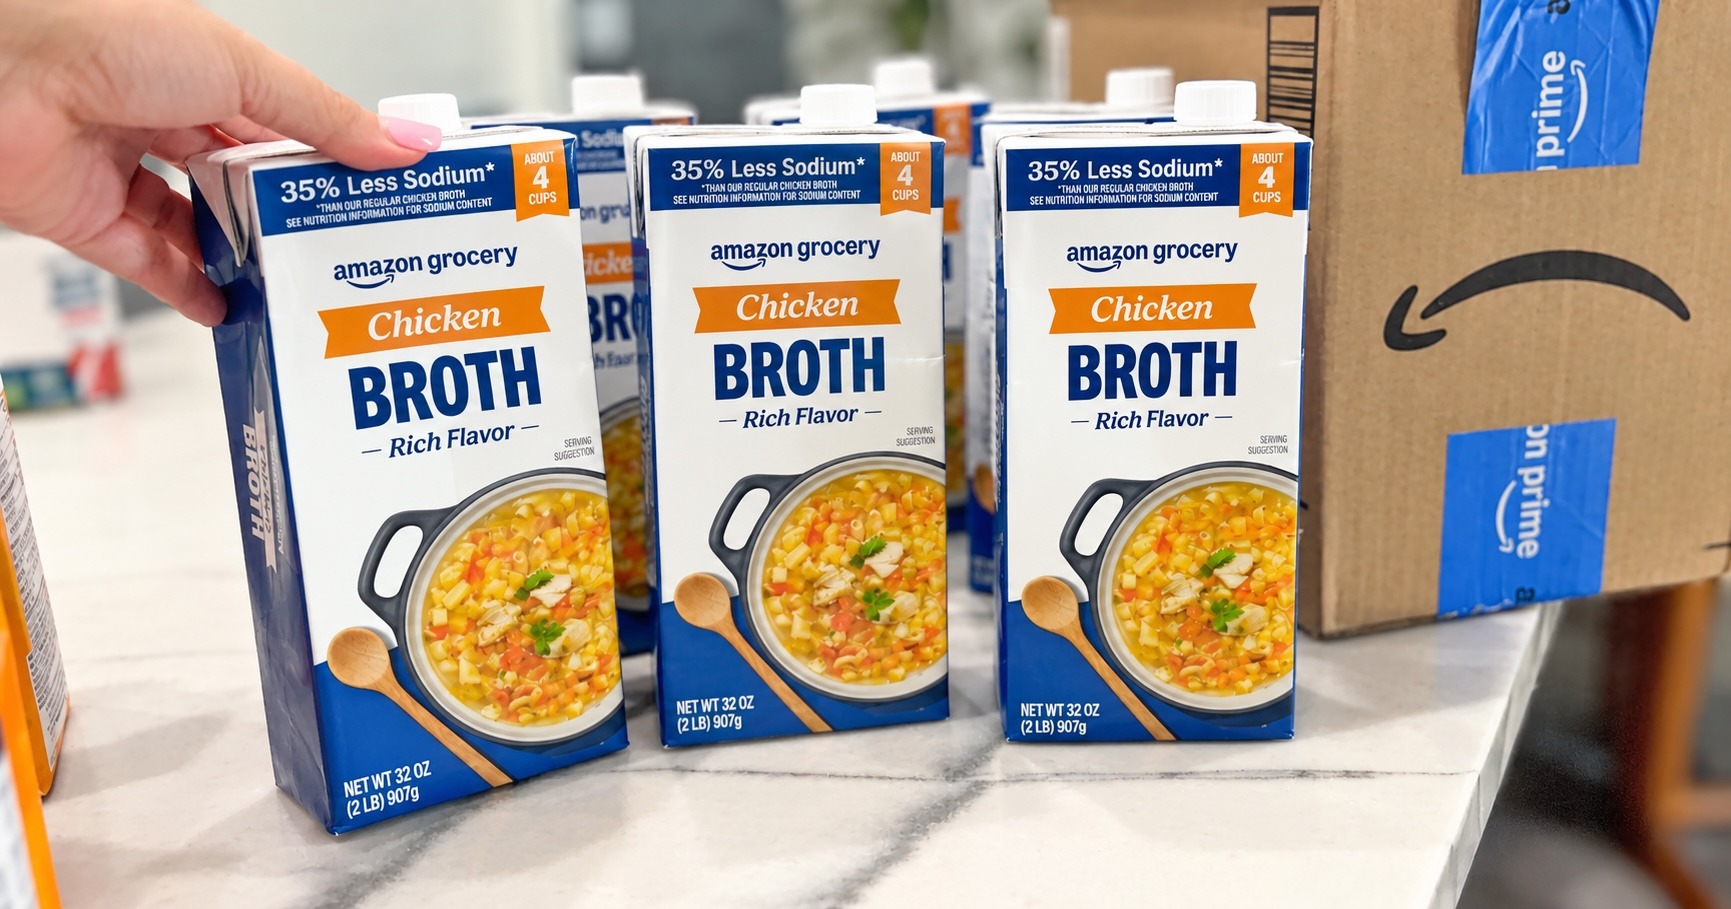 35% Less Sodium*
*THAN OUR REGULAR CHICKEN BROTH
SEE NUTRITION INFORMATION FOR SODIUM CONTENT
ABOUT
4
CUPS
amazon grocery
Chicken
BROTH
— Rich Flavor —
SERVING
SUGGESTION
NET WT 32 OZ
(2 LB) 907g
BROTH
35% Less Sodium*
*THAN OUR REGULAR CHICKEN BROTH
SEE NUTRITION INFORMATION FOR SODIUM CONTENT
ABOUT
4
CUPS
amazon grocery
Chicken
BROTH
— Rich Flavor —
SERVING
SUGGESTION
NET WT 32 OZ
(2 LB) 907g
35% Less Sodium*
*THAN OUR REGULAR CHICKEN BROTH
SEE NUTRITION INFORMATION FOR SODIUM CONTENT
ABOUT
4
CUPS
amazon grocery
Chicken
BROTH
— Rich Flavor —
SERVING
SUGGESTION
NET WT 32 OZ
(2 LB) 907g
prime
on prime